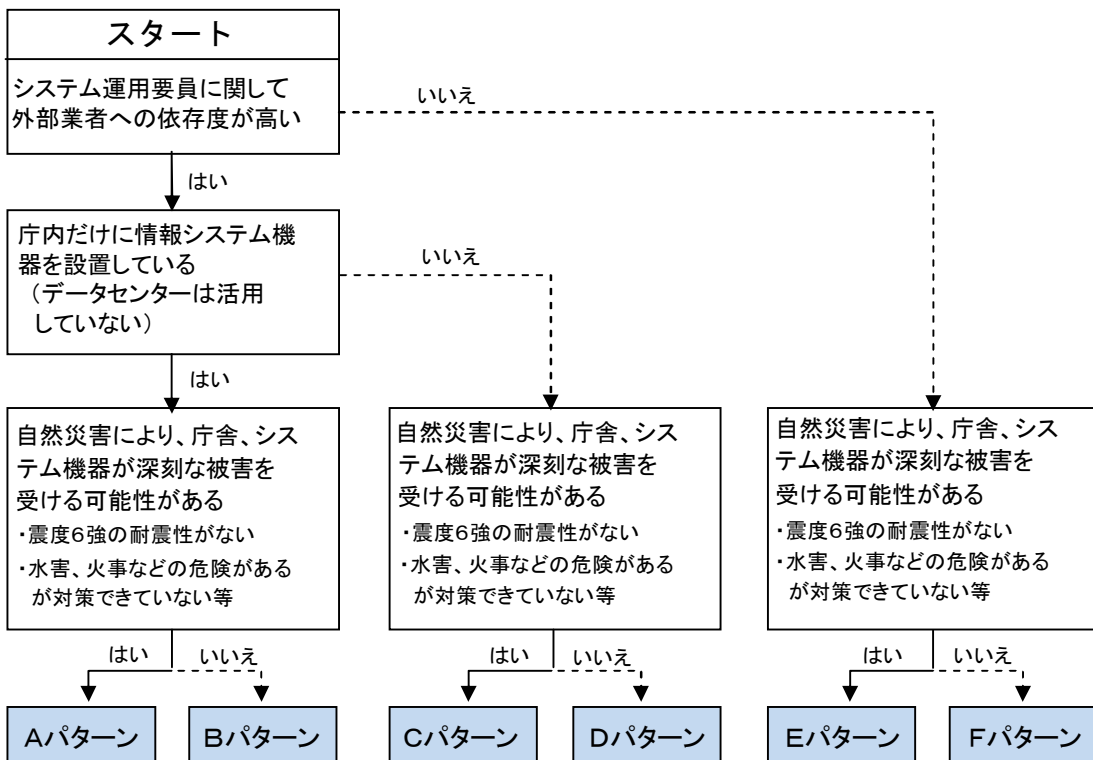 スタート
システム運用要員に関して
外部業者への依存度が高い
いいえ
はい
庁内だけに情報システム機
器を設置している
（データセンターは活用
していない）
いいえ
はい
自然災害により、庁舎、シス
テム機器が深刻な被害を
受ける可能性がある
・震度６強の耐震性がない
・水害、火事などの危険がある
が対策できていない等
自然災害により、庁舎、シス
テム機器が深刻な被害を
受ける可能性がある
・震度６強の耐震性がない
・水害、火事などの危険がある
が対策できていない等
自然災害により、庁舎、シス
テム機器が深刻な被害を
受ける可能性がある
・震度６強の耐震性がない
・水害、火事などの危険がある
が対策できていない等
はい
いいえ
はい
いいえ
はい
いいえ
Ａパターン
Ｂパターン
Ｃパターン
Ｄパターン
Ｅパターン
Ｆパターン